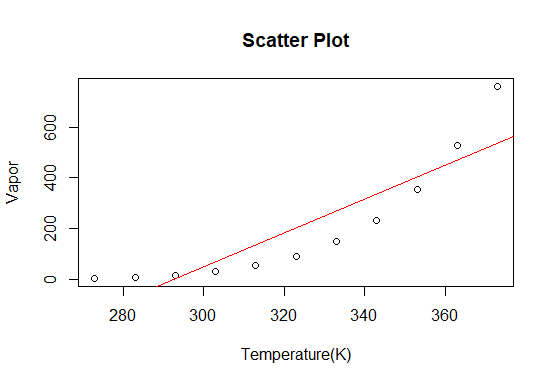 Scatter Plot
Vapor
0 200 400 600
280 300 320 340 360
Temperature(K)